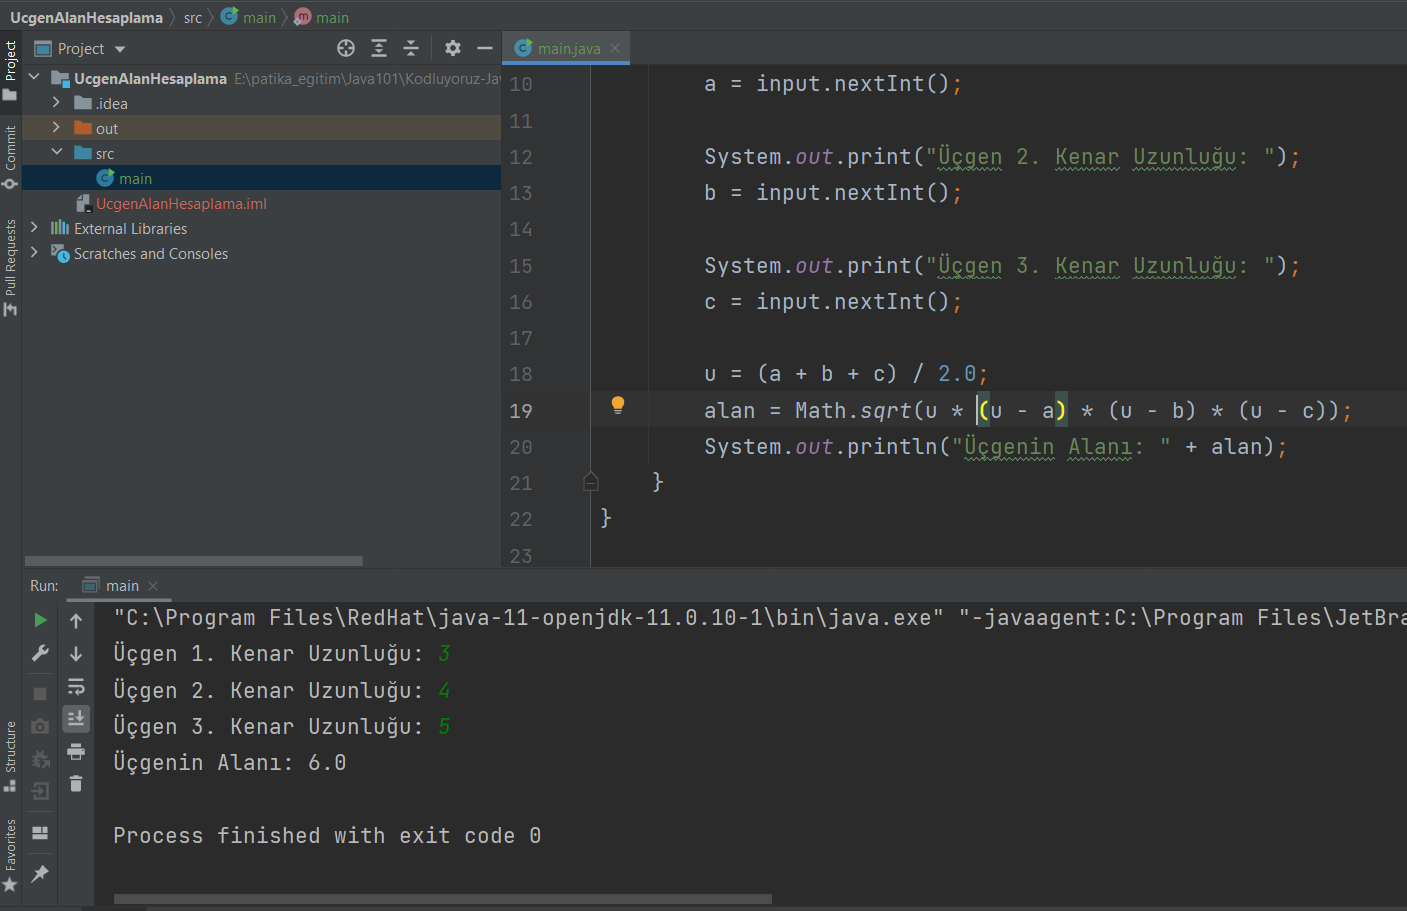 UcgenAlanHesaplama src main main
Project
main.java
UcgenAlanHesaplama E:\patika_egitim\Java101\Kodluyoruz-Ja
.idea
out
src
main
UcgenAlanHesaplama.iml
External Libraries
Scratches and Consoles
Project
Commit
Pull Requests
Structure
Favorites
10 a = input.nextInt();
11
12 System.out.print("Üçgen 2. Kenar Uzunluğu: ");
13 b = input.nextInt();
14
15 System.out.print("Üçgen 3. Kenar Uzunluğu: ");
16 c = input.nextInt();
17
18 u = (a + b + c) / 2.0;
19 alan = Math.sqrt(u * (u - a) * (u - b) * (u - c));
20 System.out.println("Üçgenin Alanı: " + alan);
21 }
22 }
23
Run: main
"C:\Program Files\RedHat\java-11-openjdk-11.0.10-1\bin\java.exe" "-javaagent:C:\Program Files\JetBra
Üçgen 1. Kenar Uzunluğu: 3
Üçgen 2. Kenar Uzunluğu: 4
Üçgen 3. Kenar Uzunluğu: 5
Üçgenin Alanı: 6.0
Process finished with exit code 0